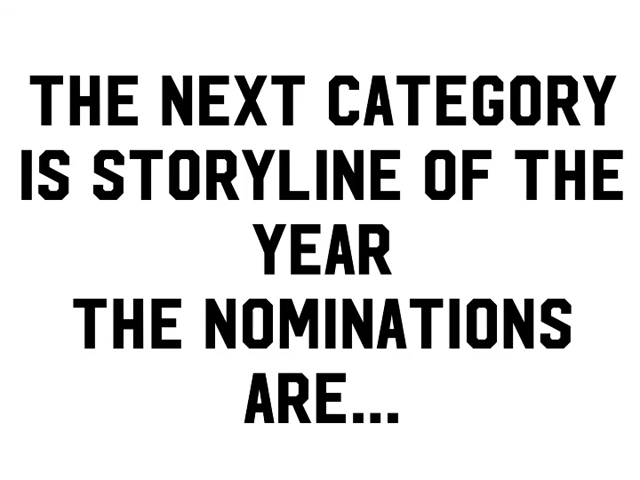 THE NEXT CATEGORY
IS STORYLINE OF THE
YEAR
THE NOMINATIONS
ARE...